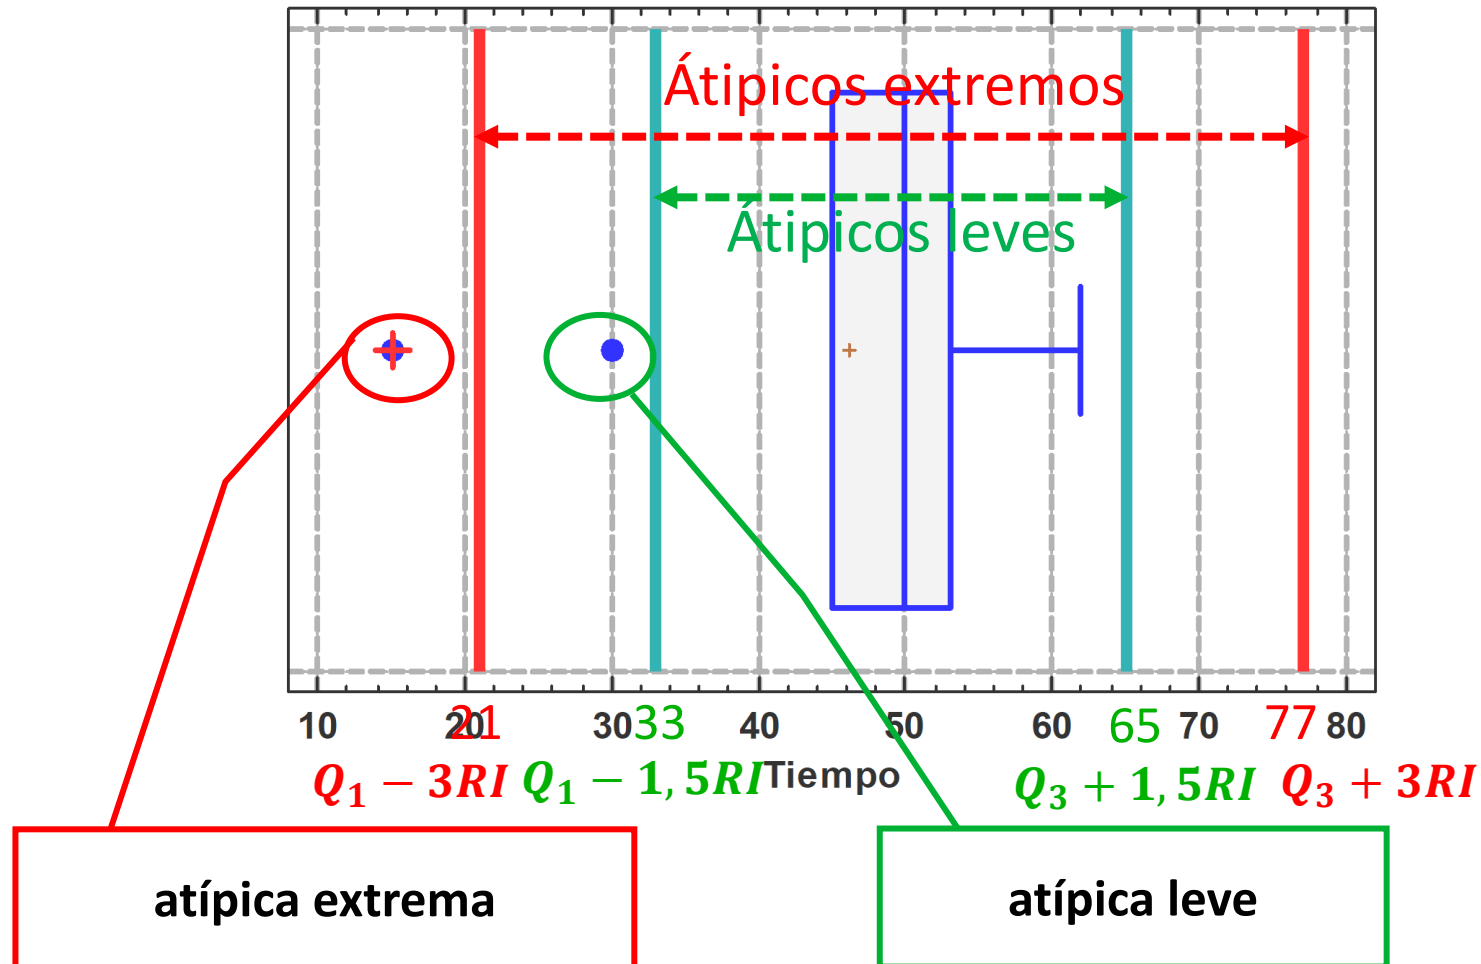 Átipicos extremos
Átipicos leves
10 20 21 30 33 40 50 60 65 70 77 80
Q₁ − 3RI Q₁ − 1,5RI Tiempo Q₃ + 1,5RI Q₃ + 3RI
atípica extrema
atípica leve